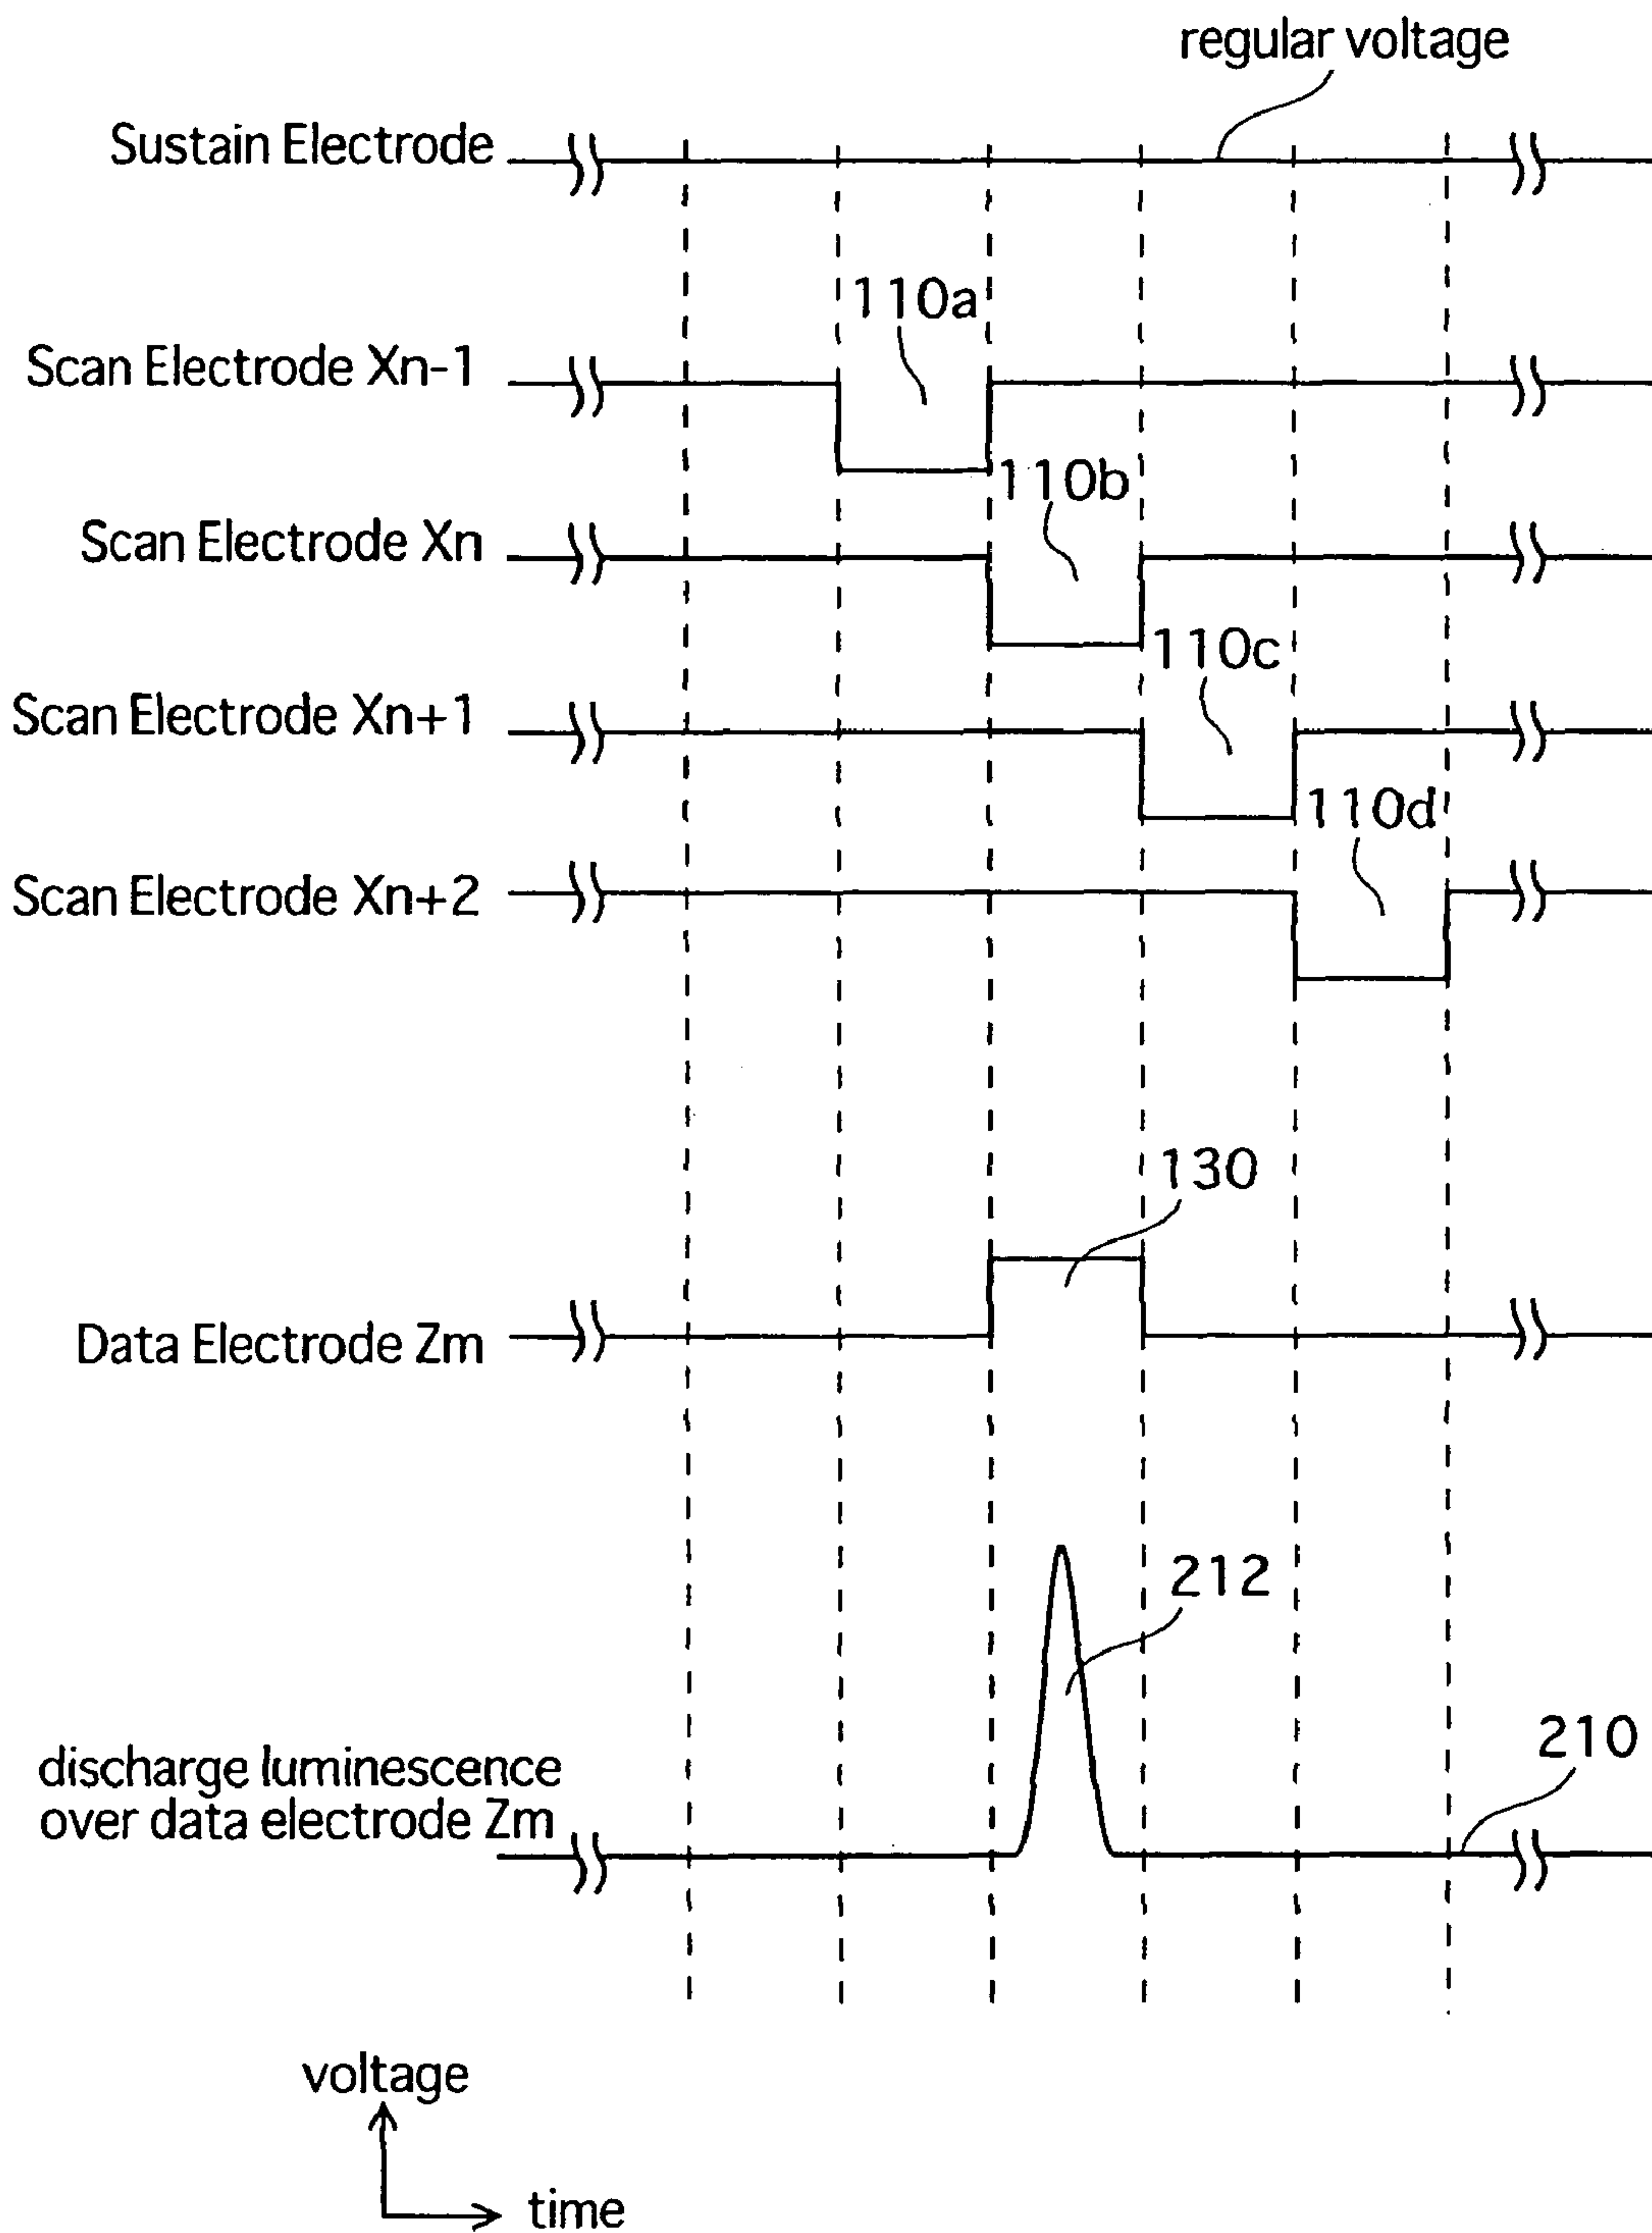 regular voltage
Sustain Electrode
110a
Scan Electrode Xn-1
110b
Scan Electrode Xn
110c
Scan Electrode Xn+1
110d
Scan Electrode Xn+2
130
Data Electrode Zm
212
210
discharge luminescence
over data electrode Zm
voltage
time